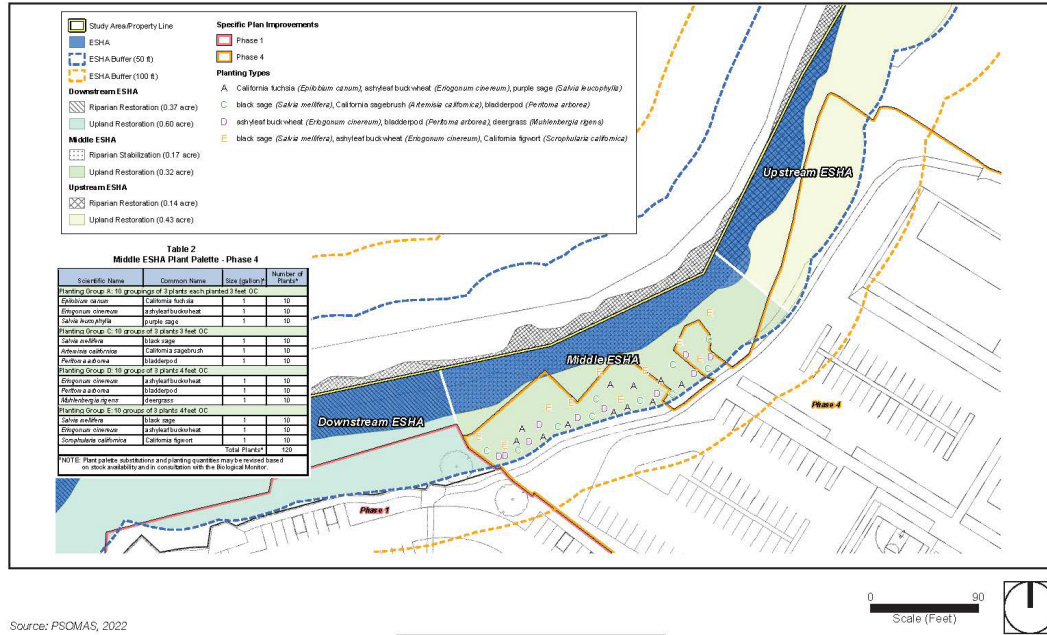 Study Area/Property Line
ESHA
ESHA Buffer (50 ft)
ESHA Buffer (100 ft)
Downstream ESHA
Riparian Restoration (0.37 acre)
Upland Restoration (0.60 acre)
Middle ESHA
Riparian Stabilization (0.17 acre)
Upland Restoration (0.32 acre)
Upstream ESHA
Riparian Restoration (0.14 acre)
Upland Restoration (0.43 acre)
Specific Plan Improvements
Phase 1
Phase 4
Planting Types
A California fuchsia (Epilobium canum), ashyleaf buckwheat (Eriogonum cinereum), purple sage (Salvia leucophylla)
C black sage (Salvia mellifera), California sagebrush (Artemisia californica), bladderpod (Peritoma arborea)
D ashyleaf buckwheat (Eriogonum cinereum), bladderpod (Peritoma arborea), deergrass (Muhlenbergia rigens)
E black sage (Salvia mellifera), ashyleaf buckwheat (Eriogonum cinereum), California figwort (Scrophularia californica)
Table 2
Middle ESHA Plant Palette - Phase 4
Scientific Name Common Name Size (gallon)* Number of Plants*
Planting Group A: 10 groupings of 3 plants each planted 3 feet OC
Epilobium canum California fuchsia 1 10
Eriogonum cinereum ashyleaf buckwheat 1 10
Salvia leucophylla purple sage 1 10
Planting Group C: 10 groups of 3 plants 3 feet OC
Salvia mellifera black sage 1 10
Artemisia californica California sagebrush 1 10
Peritoma arborea bladderpod 1 10
Planting Group D: 10 groups of 3 plants 4 feet OC
Eriogonum cinereum ashyleaf buckwheat 1 10
Peritoma arborea bladderpod 1 10
Muhlenbergia rigens deergrass 1 10
Planting Group E: 10 groups of 3 plants 4 feet OC
Salvia mellifera black sage 1 10
Eriogonum cinereum ashyleaf buckwheat 1 10
Scrophularia californica California figwort 1 10
Total Plants* 120
*NOTE: Plant palette substitutions and planting quantities may be revised based
on stock availability and in consultation with the Biological Monitor.
Upstream ESHA
Middle ESHA
Downstream ESHA
Phase 4
Phase 1
0 90
Scale (Feet)
Source: PSOMAS, 2022